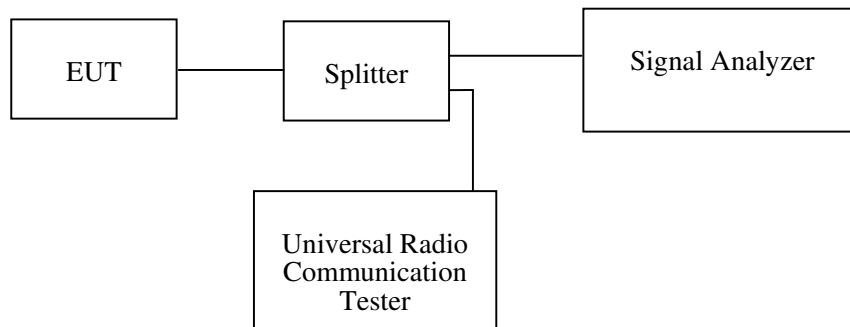 EUT
Splitter
Signal Analyzer
Universal Radio
Communication
Tester